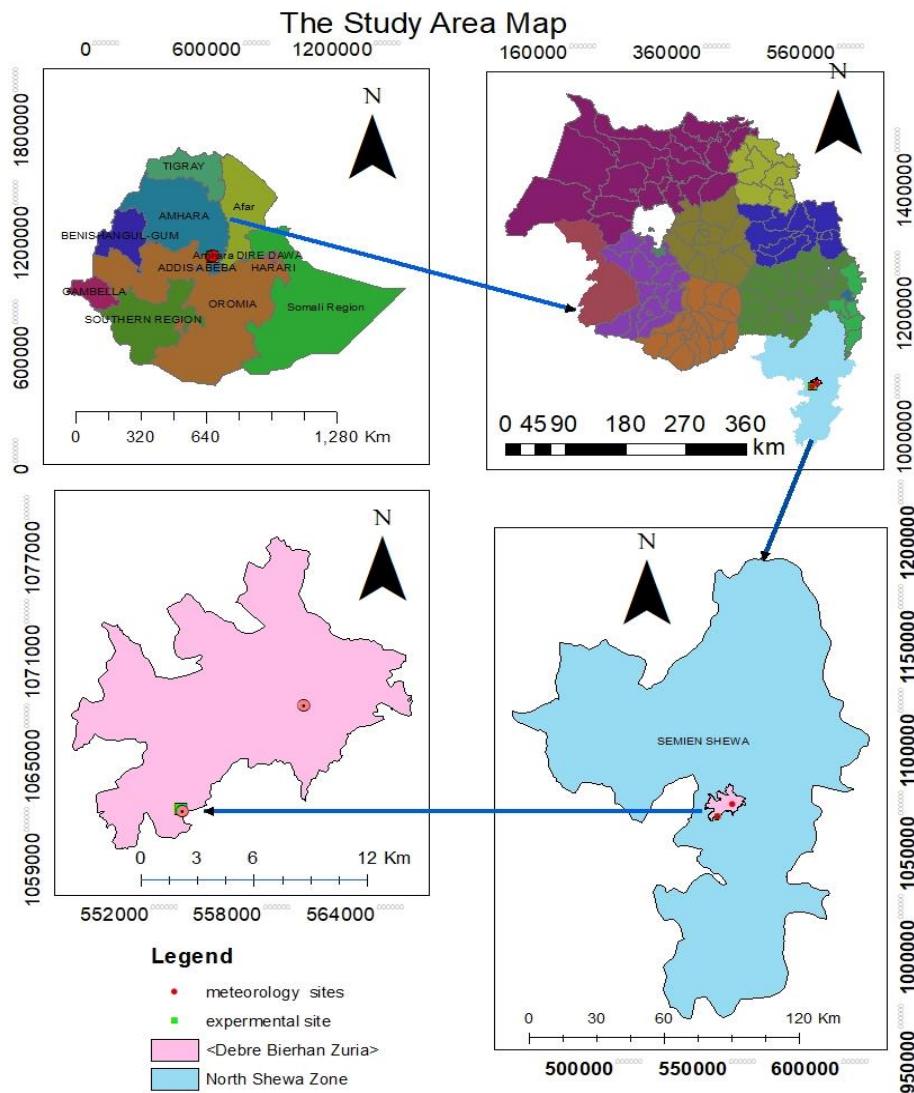 The Study Area Map
0 600000 1200000
1800000
1200000
600000
0
N
TIGRAY
AMHARA
Afar
BENISHANGUL-GUM
Amhara DIRE DAWA
ADDIS ABEBA HARARI
GAMBELLA
OROMIA
Somali Region
SOUTHERN REGION
0 320 640 1,280 Km
160000 360000 560000
N
1400000
1200000
1000000
0 45 90 180 270 360
km
N
1077000
1071000
1065000
1059000
0 3 6 12 Km
552000 558000 564000
N
SEMIEN SHEWA
1200000
1150000
1100000
1050000
1000000
950000
0 30 60 120 Km
500000 550000 600000
Legend
meteorology sites
expermental site
<Debre Bierhan Zuria>
North Shewa Zone